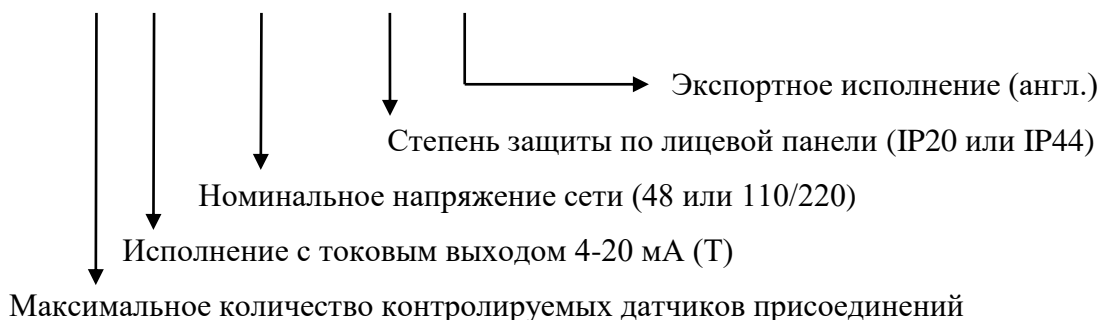 Экспортное исполнение (англ.)
Степень защиты по лицевой панели (IP20 или IP44)
Номинальное напряжение сети (48 или 110/220)
Исполнение с токовым выходом 4-20 мА (Т)
Максимальное количество контролируемых датчиков присоединений